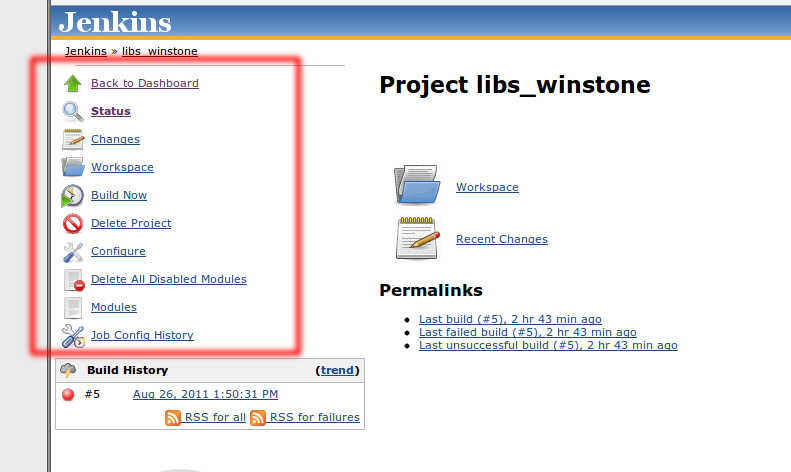 Jenkins
Jenkins » libs_winstone
Back to Dashboard
Status
Changes
Workspace
Build Now
Delete Project
Configure
Delete All Disabled Modules
Modules
Job Config History
Build History (trend)
#5 Aug 26, 2011 1:50:31 PM
RSS for all RSS for failures
Project libs_winstone
Workspace
Recent Changes
Permalinks
Last build (#5), 2 hr 43 min ago
Last failed build (#5), 2 hr 43 min ago
Last unsuccessful build (#5), 2 hr 43 min ago